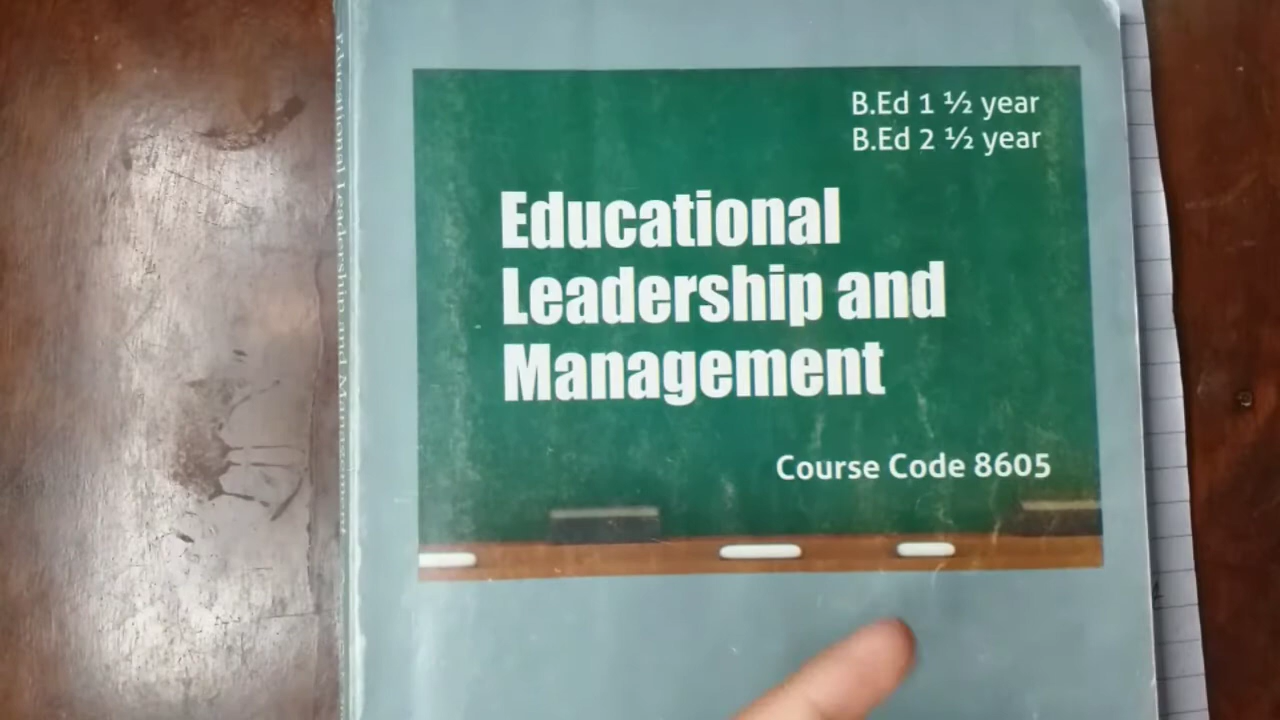 B.Ed 1 ½ year
B.Ed 2 ½ year
Educational
Leadership and
Management
Course Code 8605
Educational Leadership and Management